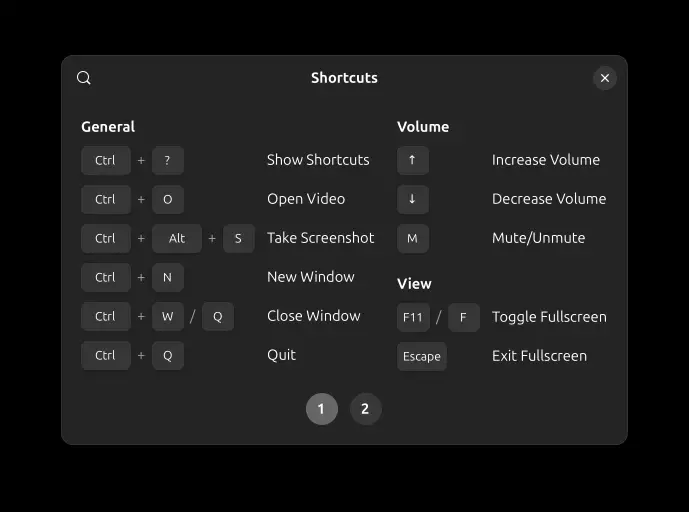 Shortcuts
General
Ctrl + ? Show Shortcuts
Ctrl + O Open Video
Ctrl + Alt + S Take Screenshot
Ctrl + N New Window
Ctrl + W / Q Close Window
Ctrl + Q Quit
Volume
↑ Increase Volume
↓ Decrease Volume
M Mute/Unmute
View
F11 / F Toggle Fullscreen
Escape Exit Fullscreen
1 2